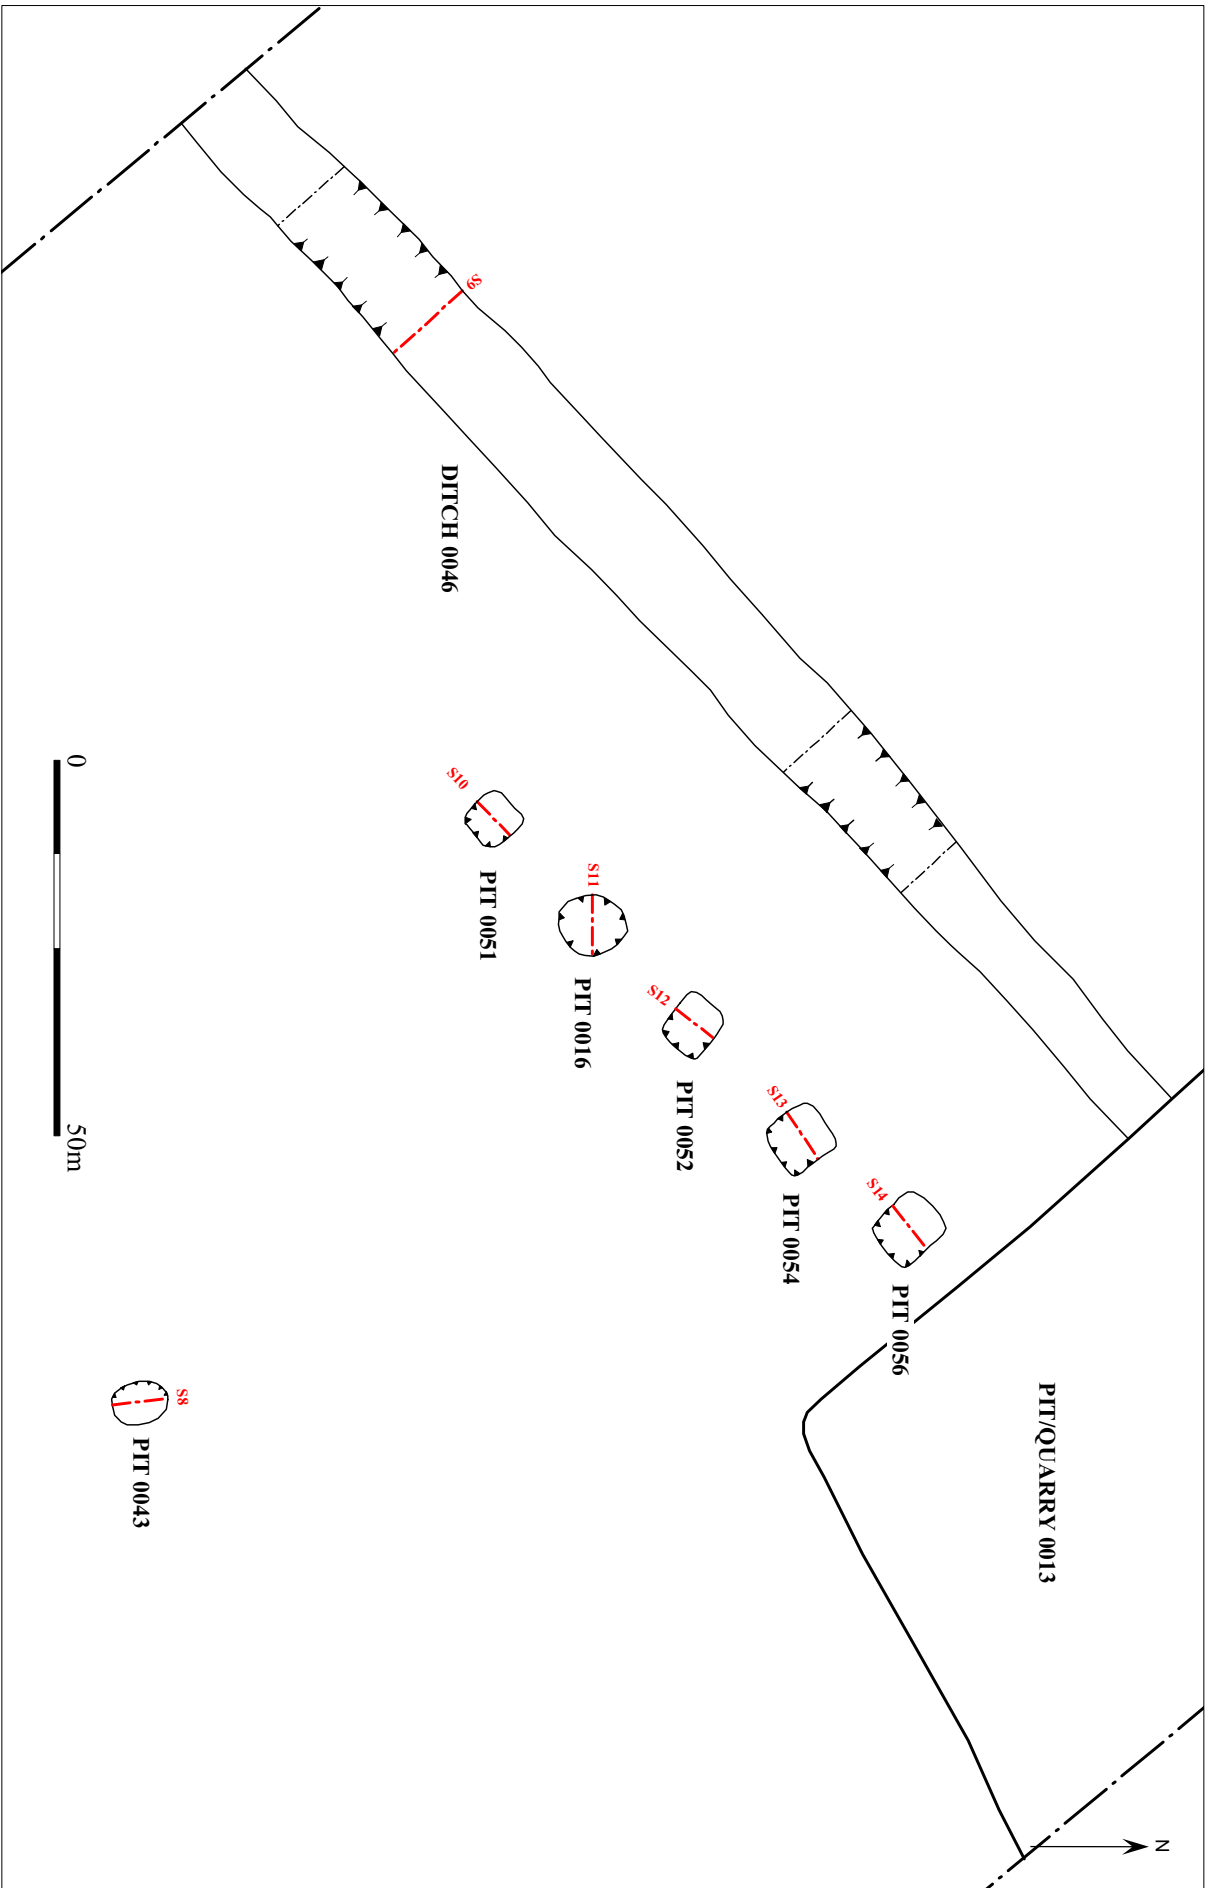 N
PIT/QUARRY 0013
PIT 0056
S14
PIT 0054
S13
PIT 0052
S12
S11
PIT 0016
PIT 0051
S9
S10
DITCH 0046
S8
PIT 0043
0 50m